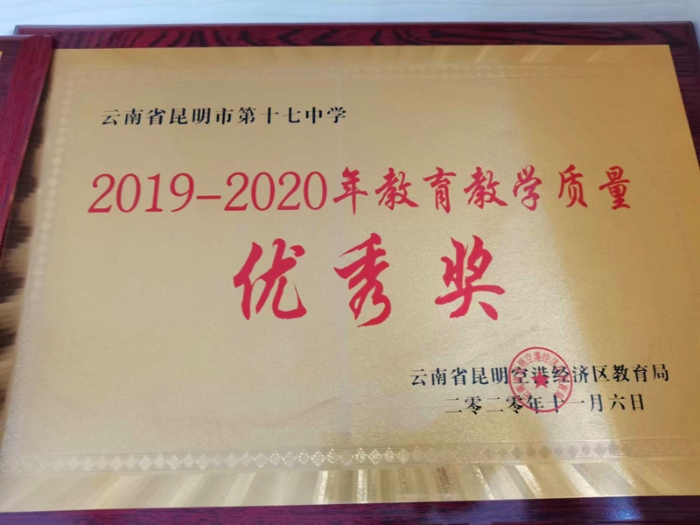 云南省昆明市第十七中学
2019-2020年教育教学质量
优秀奖
云南省昆明空港经济区教育局
二零二零年十一月六日